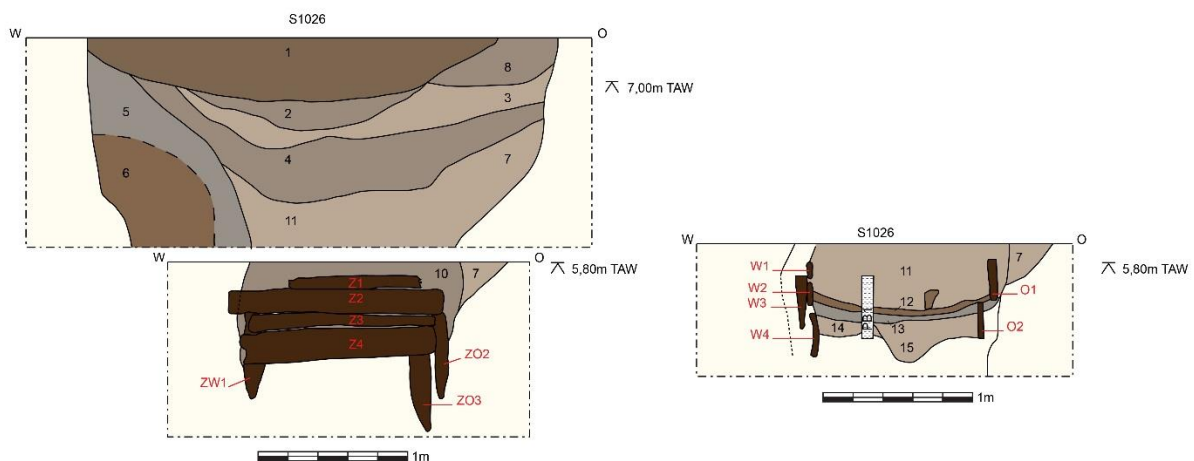 S1026
W O
1
8
7,00m TAW
3
5 2
4 7
6
11
W O
5,80m TAW
10 7
Z1
Z2
Z3
Z4
ZO2
ZW1
ZO3
1m
S1026
W O
5,80m TAW
W1 11 7
W2
O1
W3 12
PB1
14 13 O2
W4
15
1m